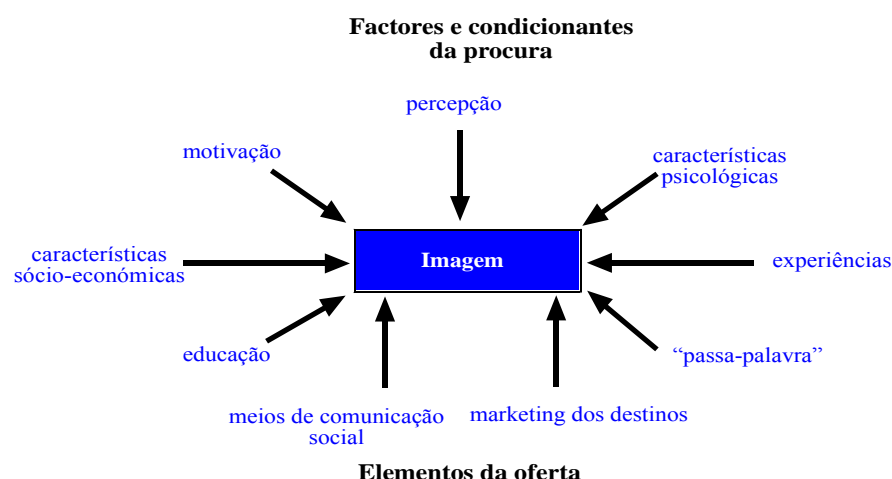 Factores e condicionantes
da procura
percepção
motivação
características
psicológicas
características
sócio-económicas
Imagem
experiências
educação
“passa-palavra”
meios de comunicação
social
marketing dos destinos
Elementos da oferta